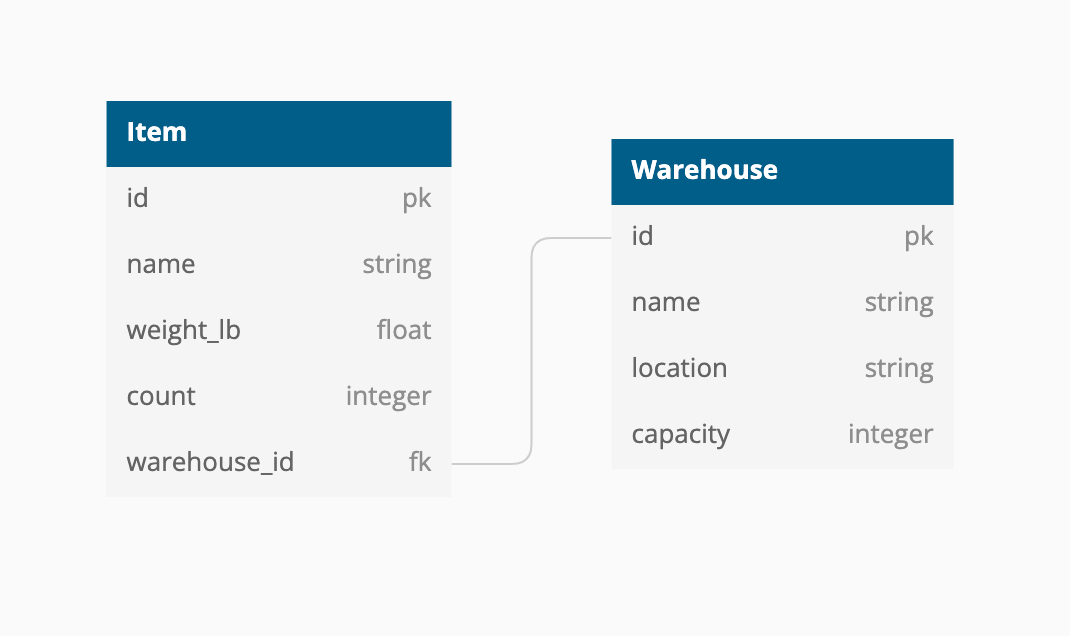 Item
id pk
name string
weight_lb float
count integer
warehouse_id fk
Warehouse
id pk
name string
location string
capacity integer